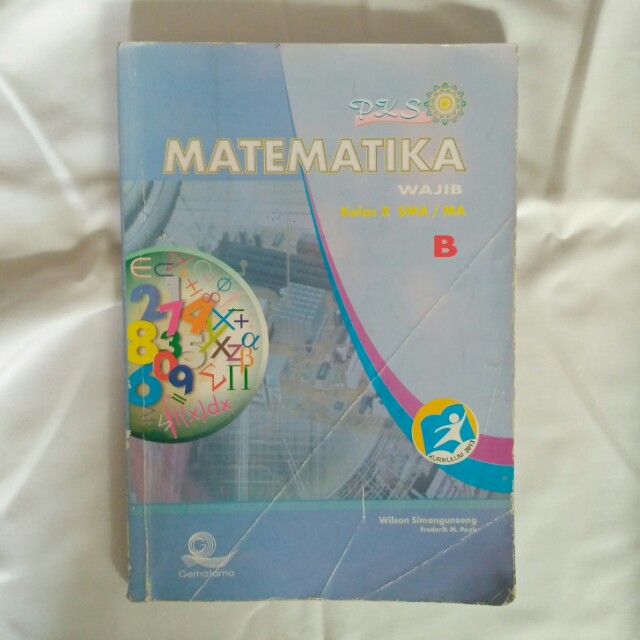 PKS
MATEMATIKA
WAJIB
Kelas X SMA / MA
B
KURIKULUM 2013
Wilson Simangunsong
Frederik M. Poyk
Gematama